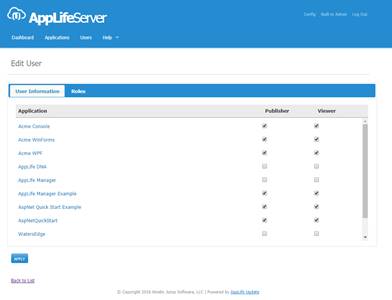 AppLifeServer
Config Built-in Admin Log Out
Dashboard Applications Users Help
Edit User
User Information Roles
Application Publisher Viewer
Acme Console
Acme WinForms
Acme WPF
AppLife DNA
AppLife Manager
AppLife Manager Example
AspNet Quick Start Example
AspNetQuickStart
WatersEdge
APPLY
Back to List
© Copyright 2016 Kinetic Jump Software, LLC | Powered by AppLife Update